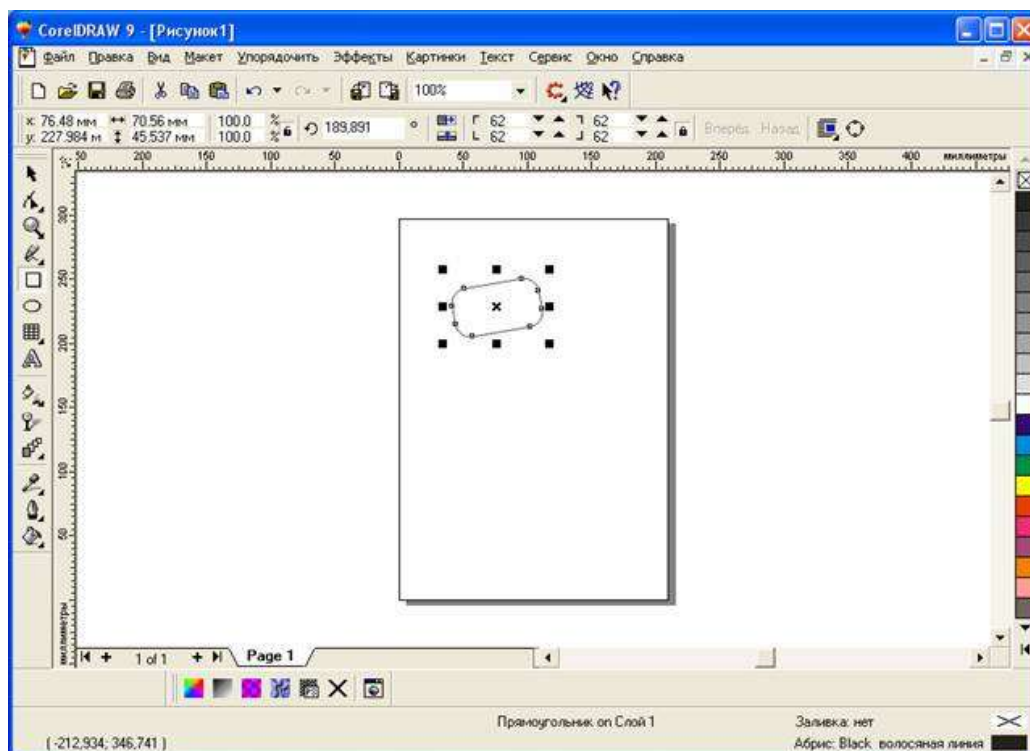 CorelDRAW 9 - [Рисунок1]
Файл Правка Вид Макет Упорядочить Эффекты Картинки Текст Сервис Окно Справка
100%
x: 76.48 мм 70.56 мм 100.0 % 189,891 ° 62 62
y: 227.984 м 45.537 мм 100.0 % 62 62 Вперёд Назад
50 200 150 100 50 0 50 100 150 200 250 300 350 400 миллиметры
300
250
200
150
100
50
миллиметры
1 of 1 Page 1
Прямоугольник on Слой 1 Заливка: нет
( -212,934; 346,741 ) Абрис: Black волосяная линия